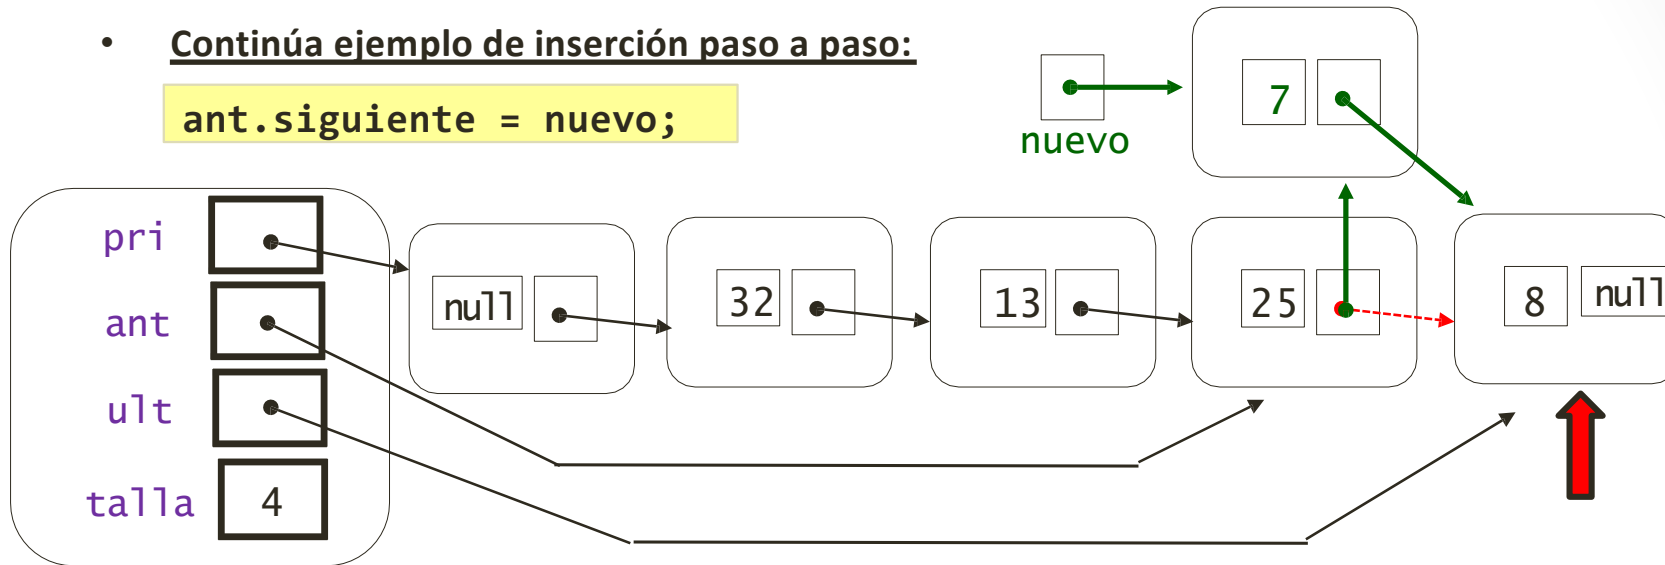 • Continúa ejemplo de inserción paso a paso:
ant.siguiente = nuevo;
nuevo
7
pri
ant
ult
talla 4
null
32
13
25
8 null